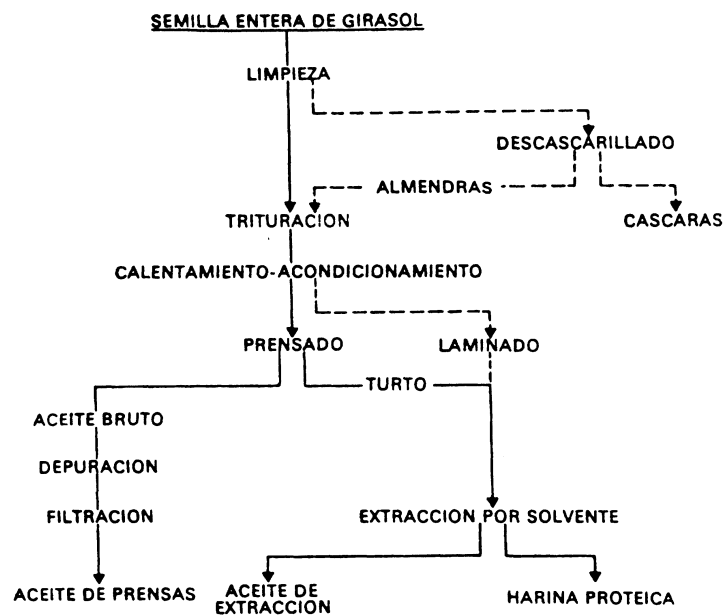 SEMILLA ENTERA DE GIRASOL
LIMPIEZA
DESCASCARILLADO
ALMENDRAS
TRITURACION
CASCARAS
CALENTAMIENTO-ACONDICIONAMIENTO
PRENSADO
LAMINADO
TURTO
ACEITE BRUTO
DEPURACION
FILTRACION
EXTRACCION POR SOLVENTE
ACEITE DE PRENSAS
ACEITE DE
EXTRACCION
HARINA PROTEICA